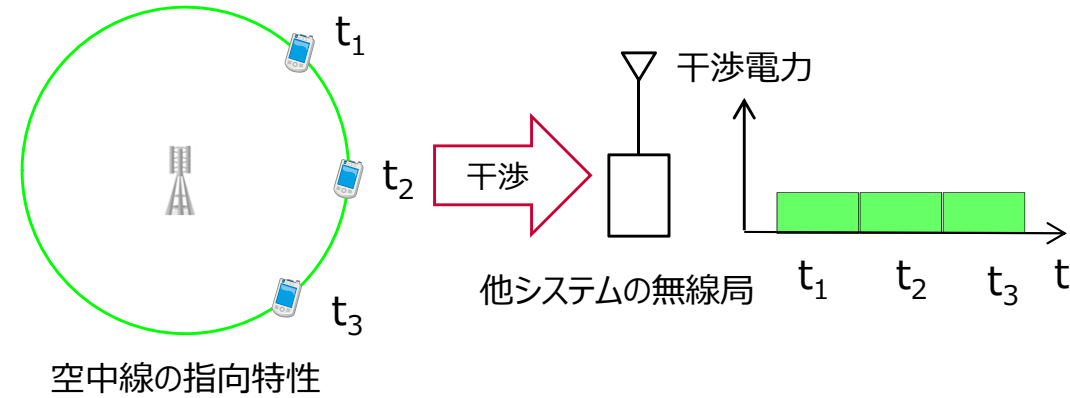 t₁
t₂
t₃
空中線の指向特性
干渉
他システムの無線局
干渉電力
t₁ t₂ t₃ t